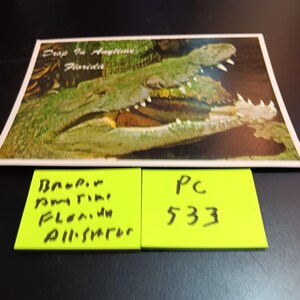 Drop In Anytime
Florida
DROP IN
ANYTIME
FLORIDA
AlligATOR
PC
533